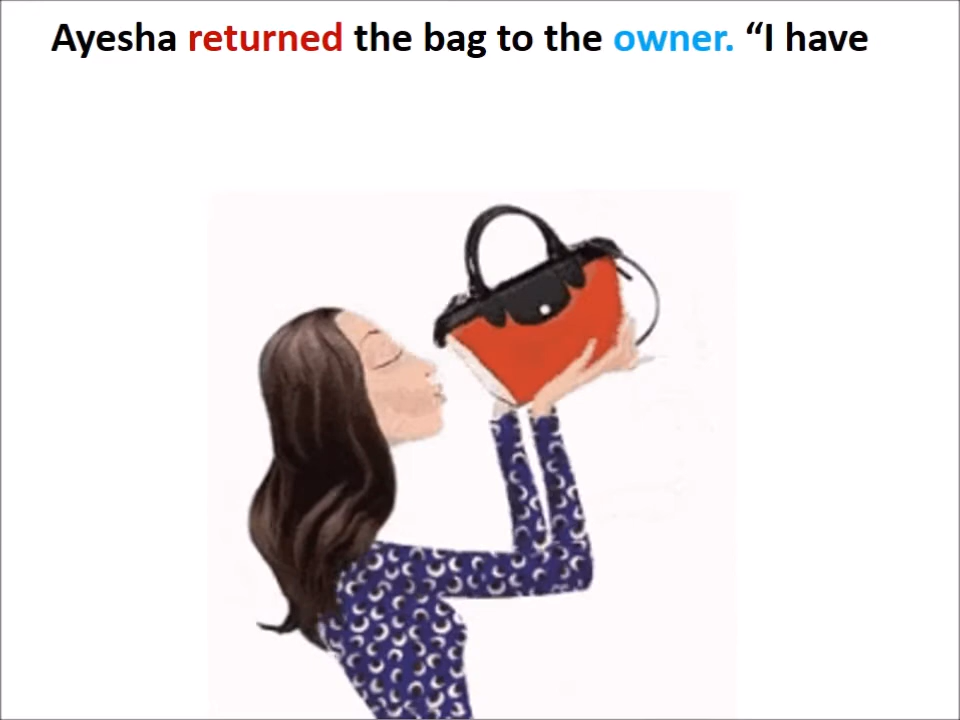 Ayesha returned the bag to the owner. “I have